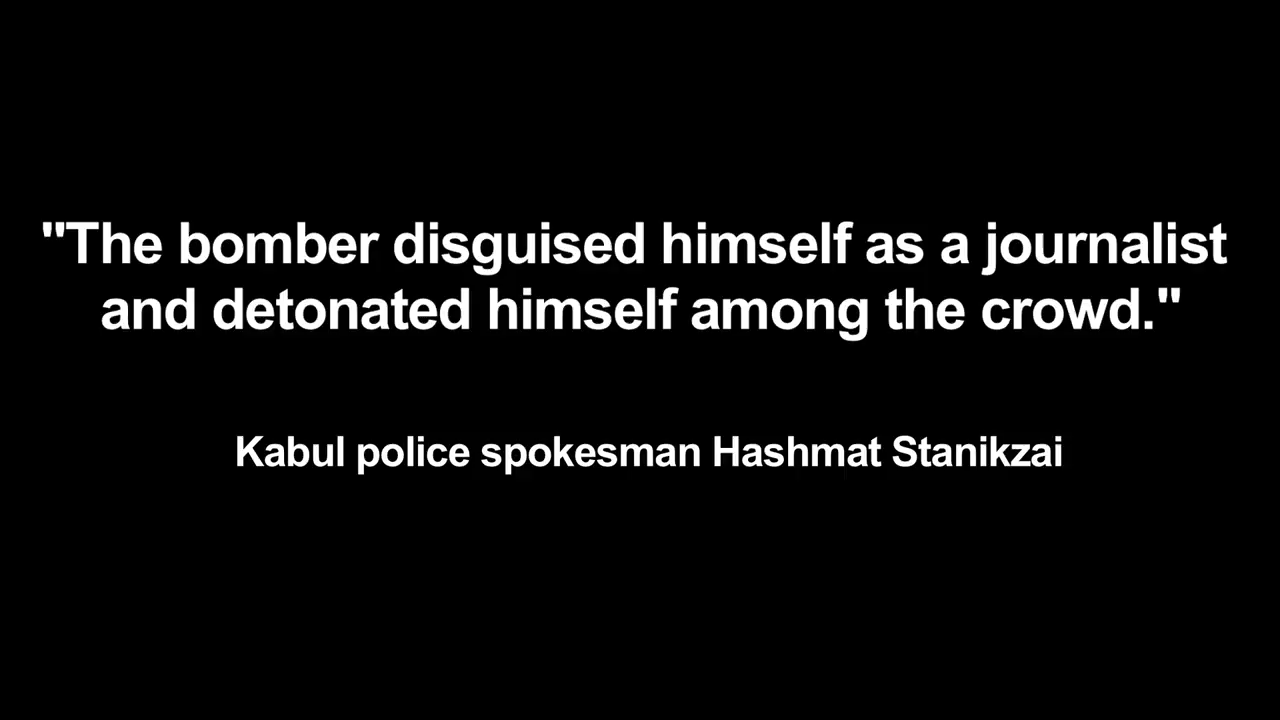 "The bomber disguised himself as a journalist
and detonated himself among the crowd."
Kabul police spokesman Hashmat Stanikzai